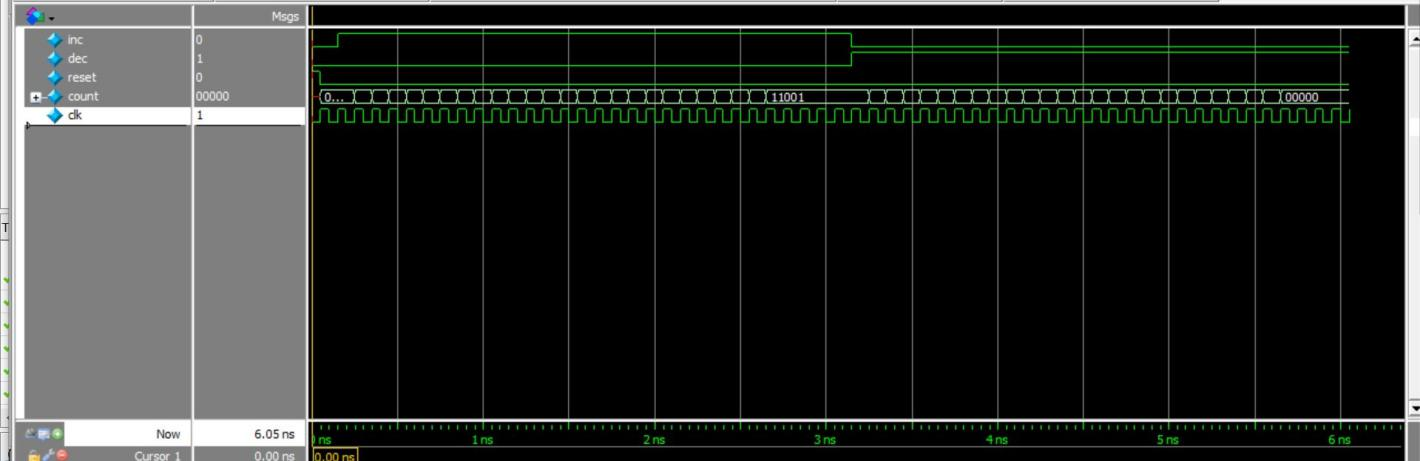 Msgs
inc 0
dec 1
reset 0
count 00000 0... 11001 00000
clk 1
T
Now 6.05 ns ns 1 ns 2 ns 3 ns 4 ns 5 ns 6 ns
Cursor 1 0.00 ns 0.00 ns